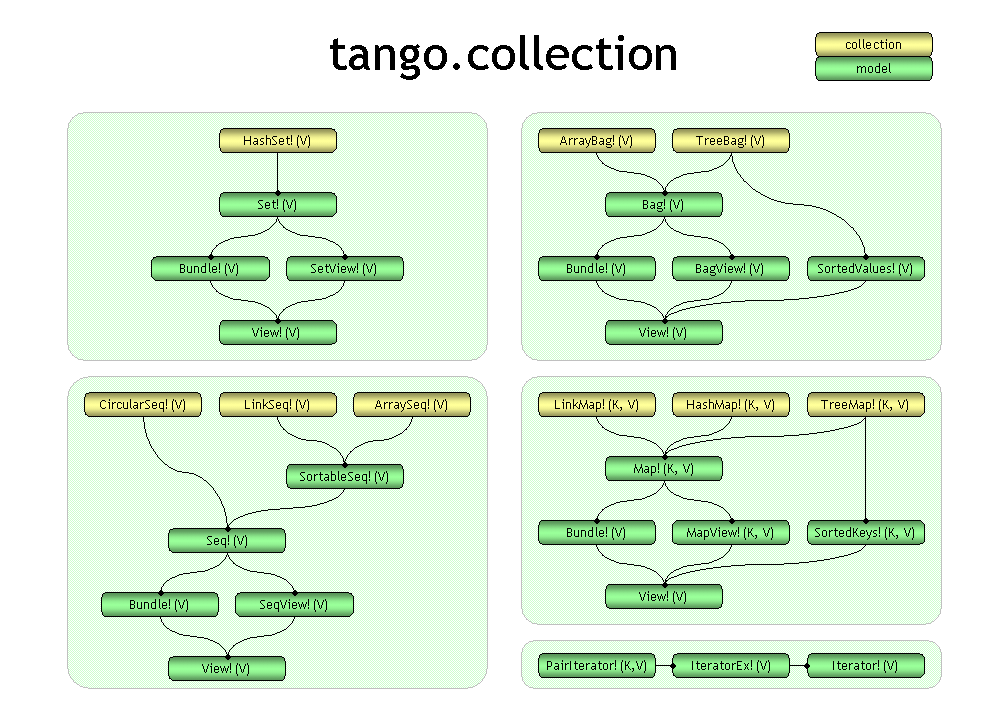 tango.collection
collection
model
HashSet! (V)
Set! (V)
Bundle! (V)
SetView! (V)
View! (V)
ArrayBag! (V)
TreeBag! (V)
Bag! (V)
Bundle! (V)
BagView! (V)
SortedValues! (V)
View! (V)
CircularSeq! (V)
LinkSeq! (V)
ArraySeq! (V)
SortableSeq! (V)
Seq! (V)
Bundle! (V)
SeqView! (V)
View! (V)
LinkMap! (K, V)
HashMap! (K, V)
TreeMap! (K, V)
Map! (K, V)
Bundle! (V)
MapView! (K, V)
SortedKeys! (K, V)
View! (V)
PairIterator! (K,V)
IteratorEx! (V)
Iterator! (V)